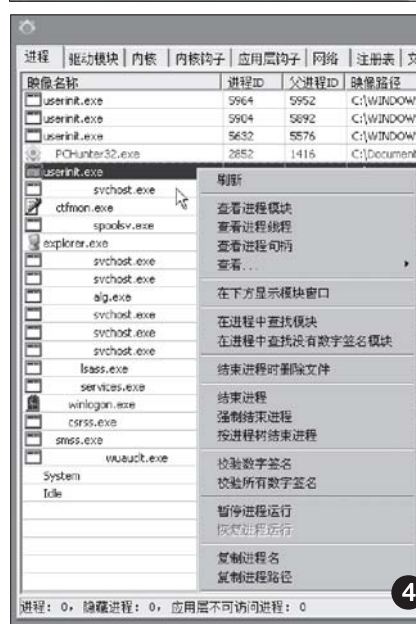 进程 驱动模块 内核 内核钩子 应用层钩子 网络 注册表
映像名称 进程ID 父进程ID 映像路径
userinit.exe 5964 5952 C:\WINDOW
userinit.exe 5904 5892 C:\WINDOW
userinit.exe 5632 5576 C:\WINDOW
PCHunter32.exe 2852 1416 C:\Document
userinit.exe
svchost.exe
ctfmon.exe
spoolsv.exe
explorer.exe
svchost.exe
svchost.exe
alg.exe
svchost.exe
svchost.exe
svchost.exe
lsass.exe
services.exe
winlogon.exe
csrss.exe
smss.exe
wuauclt.exe
System
Idle
刷新
查看进程模块
查看进程线程
查看进程句柄
查看...
在下方显示模块窗口
在进程中查找模块
在进程中查找没有数字签名模块
结束进程时删除文件
结束进程
强制结束进程
按进程树结束进程
校验数字签名
校验所有数字签名
暂停进程运行
恢复进程运行
复制进程名
复制进程路径
4
进程: 0, 隐藏进程: 0, 应用层不可访问进程: 0